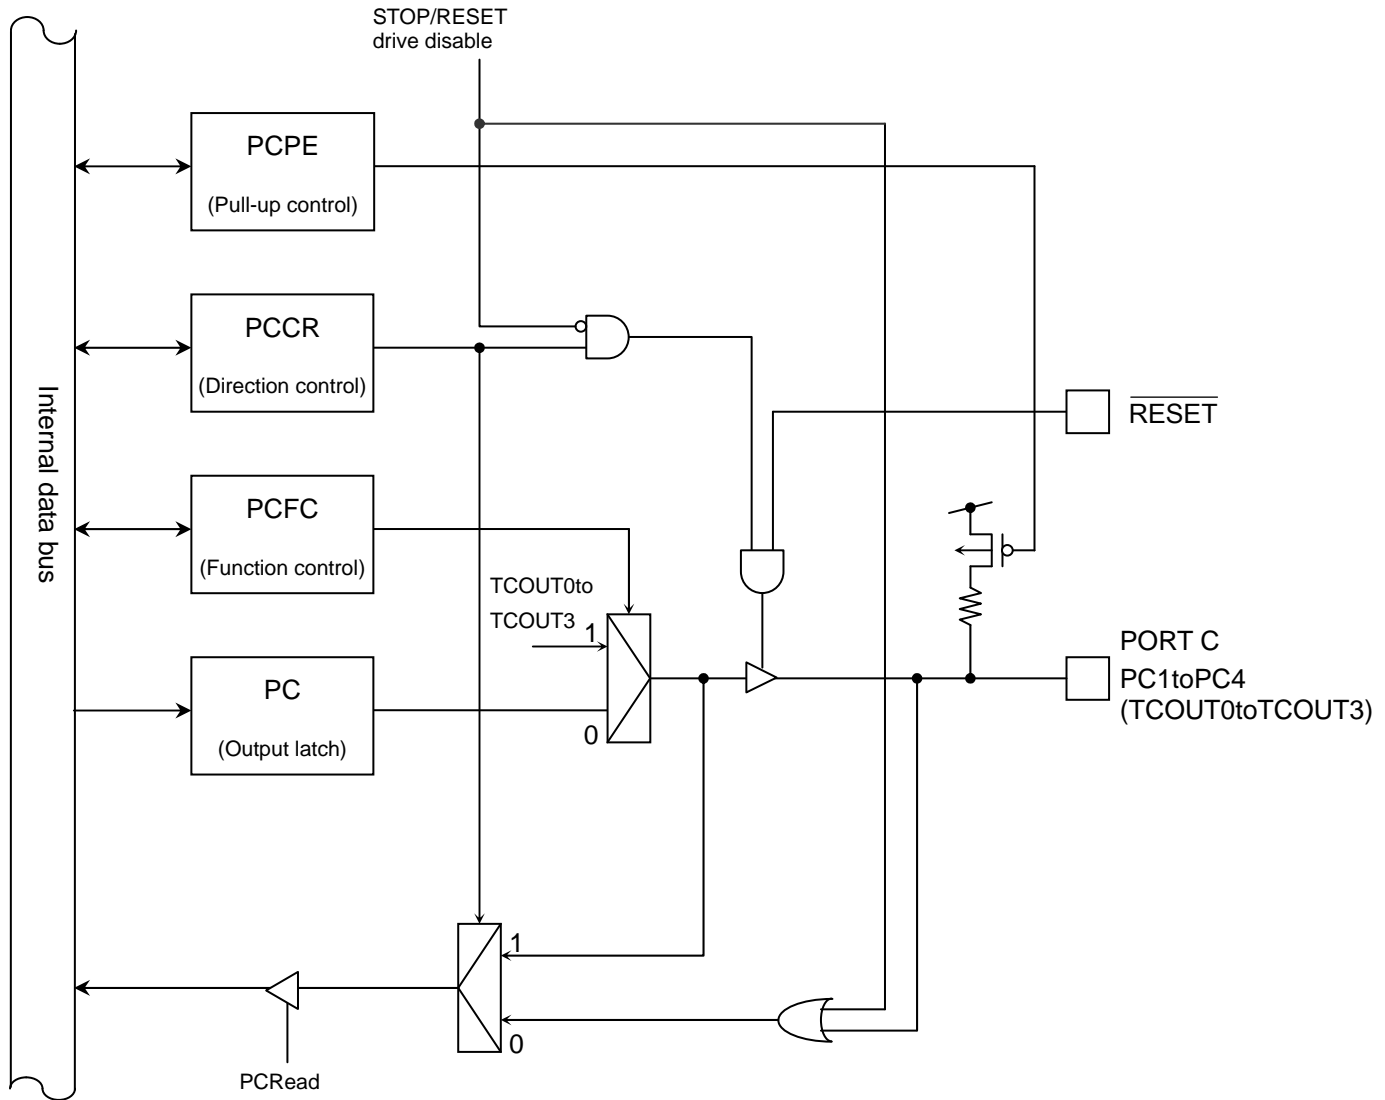 STOP/RESET
drive disable
PCPE
(Pull-up control)
PCCR
(Direction control)
RESET
Internal data bus
PCFC
(Function control)
TCOUT0to
TCOUT3
1
0
PC
(Output latch)
PORT C
PC1toPC4
(TCOUT0toTCOUT3)
1
0
PCRead